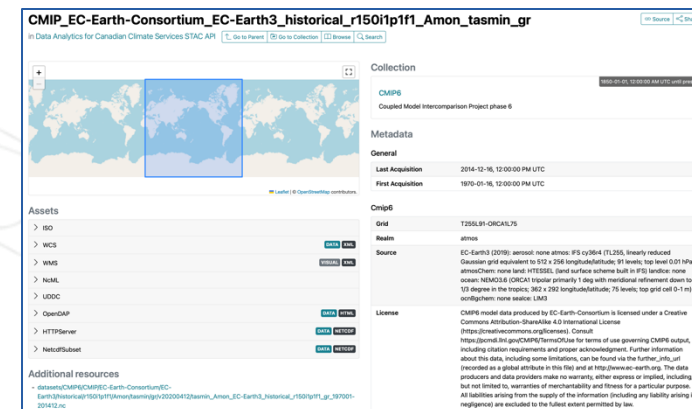 CMIP_EC-Earth-Consortium_EC-Earth3_historical_r150i1p1f1_Amon_tasmin_gr
in Data Analytics for Canadian Climate Services STAC API
Go to Parent
Go to Collection
Browse
Search
Source
+
−
Leaflet | © OpenStreetMap contributors
Assets
> ISO
> WCS DATA XML
> WMS VISUAL XML
> NcML
> UDDC
> OpenDAP DATA HTML
> HTTPServer DATA NETCDF
> NetcdfSubset DATA NETCDF
Additional resources
datasets/CMIP6/CMIP/EC-Earth-Consortium/EC-
Earth3/historical/r150i1p1f1/Amon/tasmin/gr/v20200412/tasmin_Amon_EC-Earth3_historical_r150i1p1f1_gr_197001-
201412.nc
Collection
1850-01-01, 12:00:00 AM UTC until
CMIP6
Coupled Model Intercomparison Project phase 6
Metadata
General
Last Acquisition 2014-12-16, 12:00:00 PM UTC
First Acquisition 1970-01-16, 12:00:00 PM UTC
Cmip6
Grid T255L91-ORCA1L75
Realm atmos
Source EC-Earth3 (2019): aerosol: none atmos: IFS cy36r4 (TL255, linearly reduced
Gaussian grid equivalent to 512 x 256 longitude/latitude; 91 levels; top level 0.01 hPa)
atmosChem: none land: HTESSEL (land surface scheme built in IFS) landIce: none
ocean: NEMO3.6 (ORCA1 tripolar primarily 1 deg with meridional refinement down to
1/3 degree in the tropics; 362 x 292 longitude/latitude; 75 levels; top grid cell 0-1 m)
ocnBgchem: none seaIce: LIM3
License CMIP6 model data produced by EC-Earth-Consortium is licensed under a Creative
Commons Attribution-ShareAlike 4.0 International License
(https://creativecommons.org/licenses). Consult
https://pcmdi.llnl.gov/CMIP6/TermsOfUse for terms of use governing CMIP6 output,
including citation requirements and proper acknowledgment. Further information
about this data, including some limitations, can be found via the further_info_url
(recorded as a global attribute in this file) and at http://www.ec-earth.org. The data
producers and data providers make no warranty, either express or implied, including,
but not limited to, warranties of merchantability and fitness for a particular purpose.
All liabilities arising from the supply of the information (including any liability arising in
negligence) are excluded to the fullest extent permitted by law.